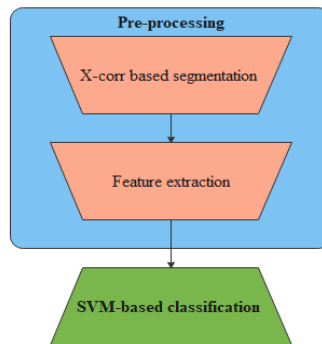 Pre-processing
X-corr based segmentation
Feature extraction
SVM-based classification